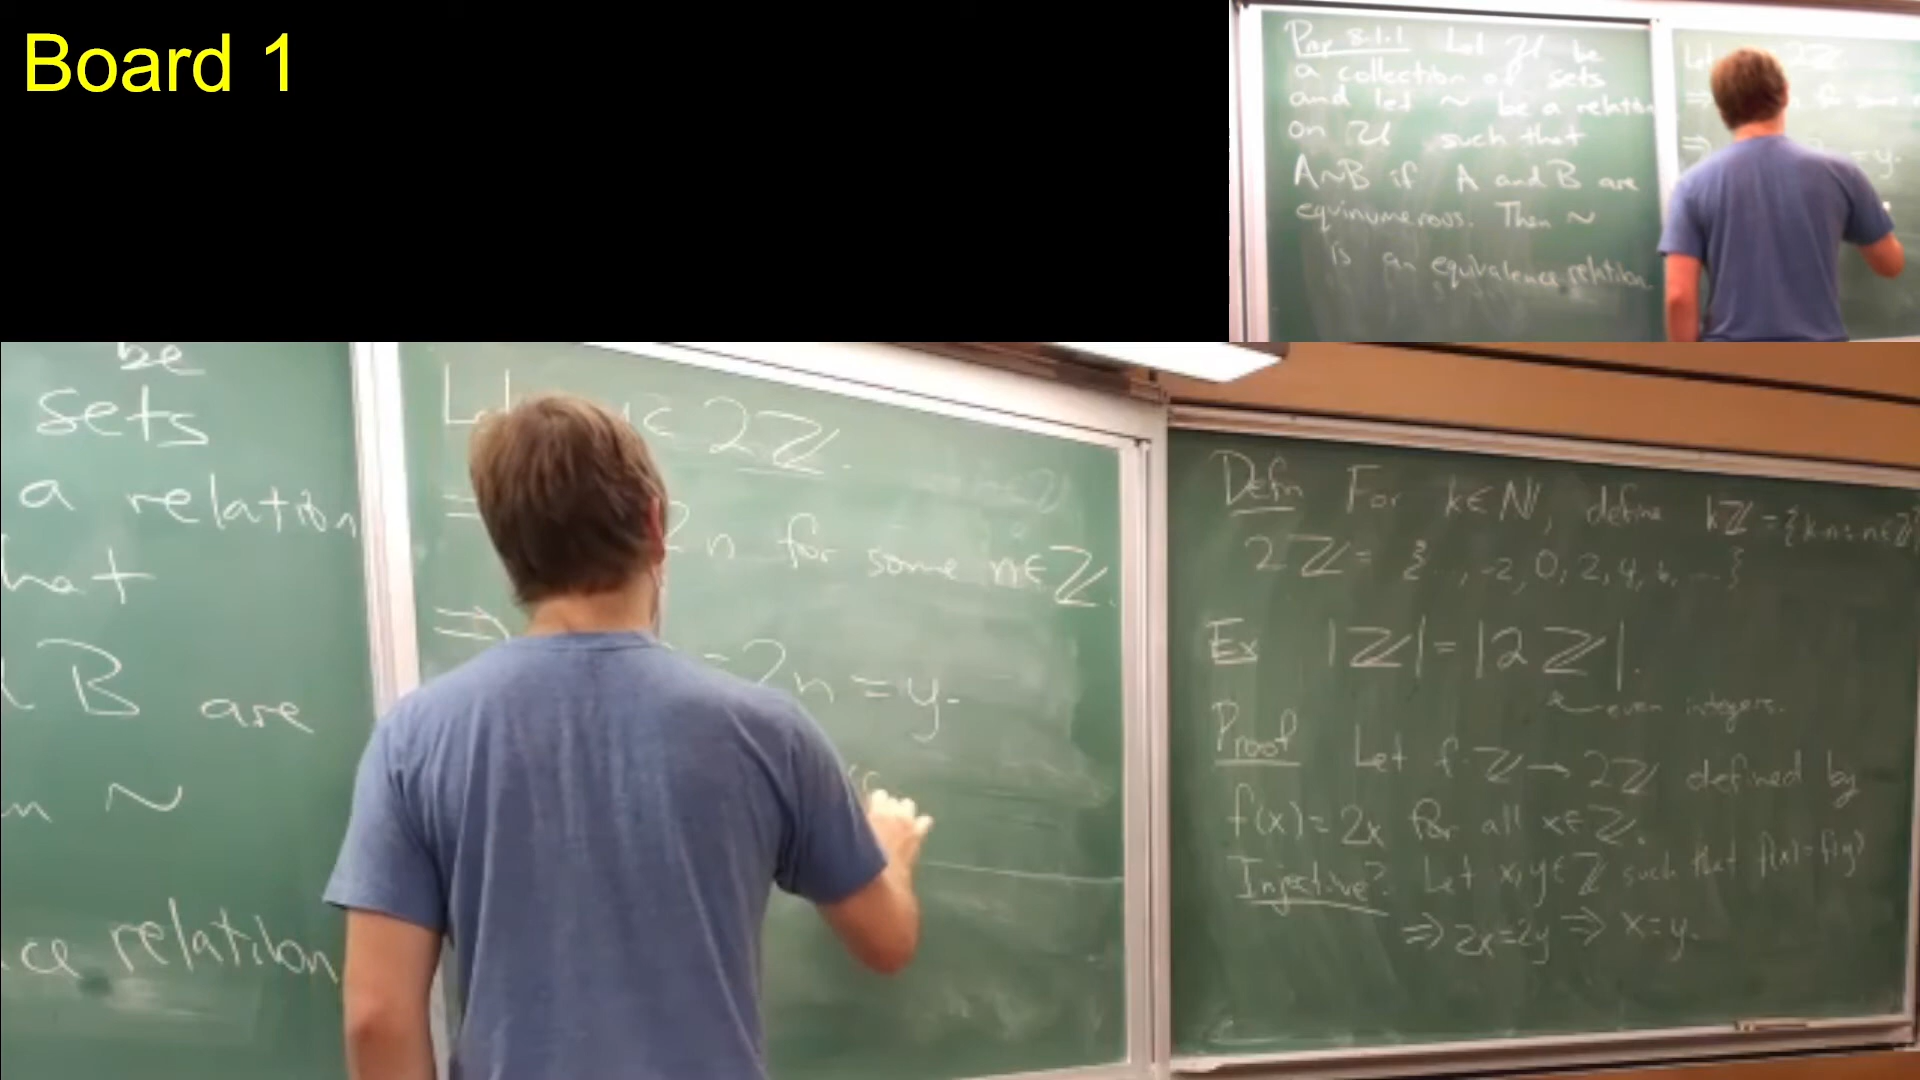 Board 1
Prop 8.1.1 Let U be
a collection of sets
and let ~ be a relation
on U such that
A~B if A and B are
equinumerous. Then ~
is an equivalence relation
be
sets
a relation
hat
B are
~
ce relation
Let ∈ 2ℤ.
2n for some n∈ℤ.
⇒ =2n = y.
Defn For k∈ℕ, define kℤ = {k·n : n∈ℤ}
2ℤ = {..., -2, 0, 2, 4, 6, ...}
Ex |ℤ| = |2ℤ|.
even integers.
Proof Let f: ℤ → 2ℤ defined by
f(x) = 2x for all x∈ℤ.
Injective? Let x,y∈ℤ such that f(x)=f(y)
⇒ 2x=2y ⇒ x=y.